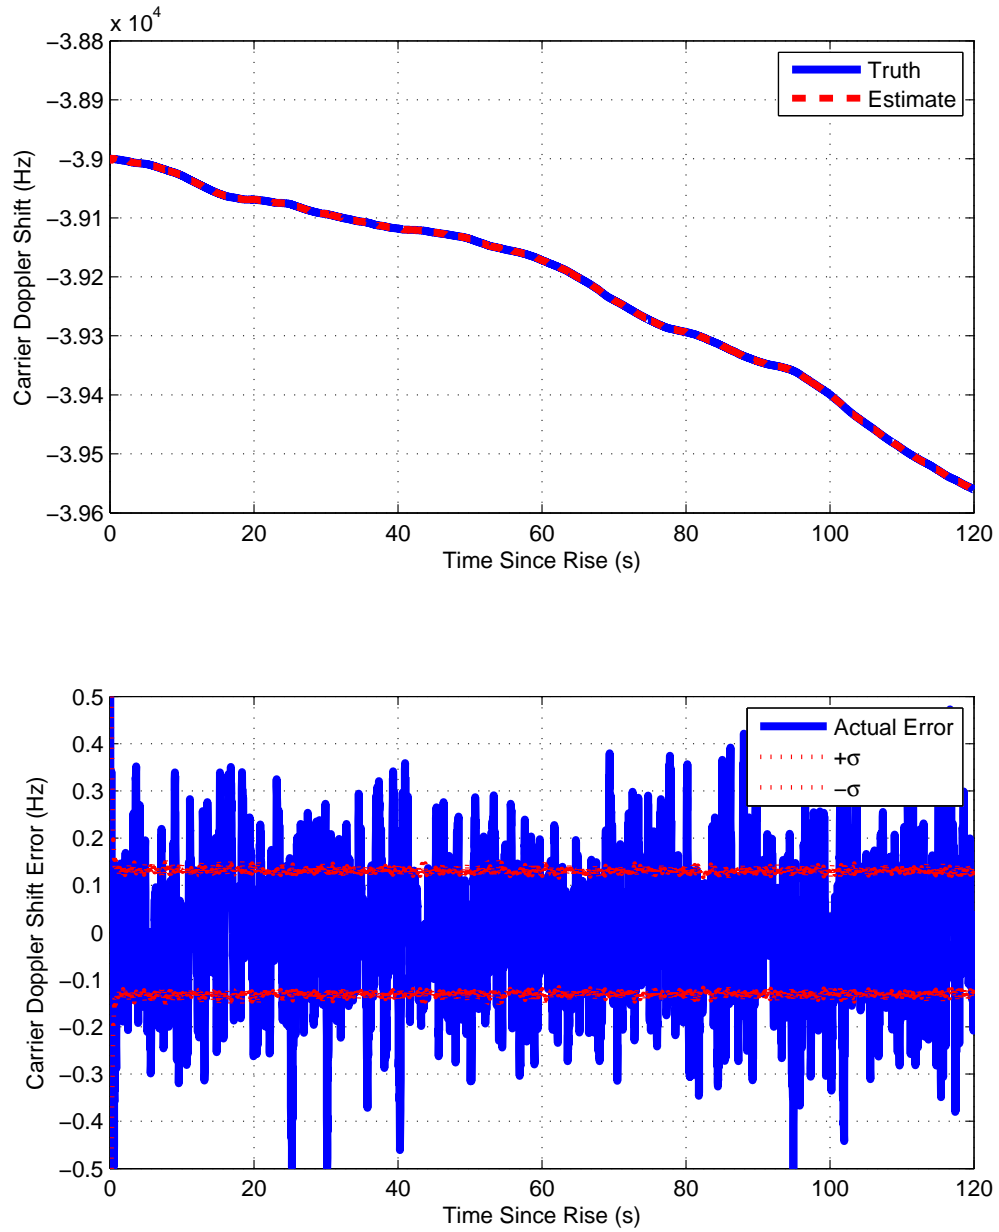 x 10⁴
−3.88
−3.89
−3.9
−3.91
−3.92
−3.93
−3.94
−3.95
−3.96
Carrier Doppler Shift (Hz)
Truth
Estimate
0 20 40 60 80 100 120
Time Since Rise (s)
0.5
0.4
0.3
0.2
0.1
0
−0.1
−0.2
−0.3
−0.4
−0.5
Carrier Doppler Shift Error (Hz)
Actual Error
+σ
−σ
0 20 40 60 80 100 120
Time Since Rise (s)